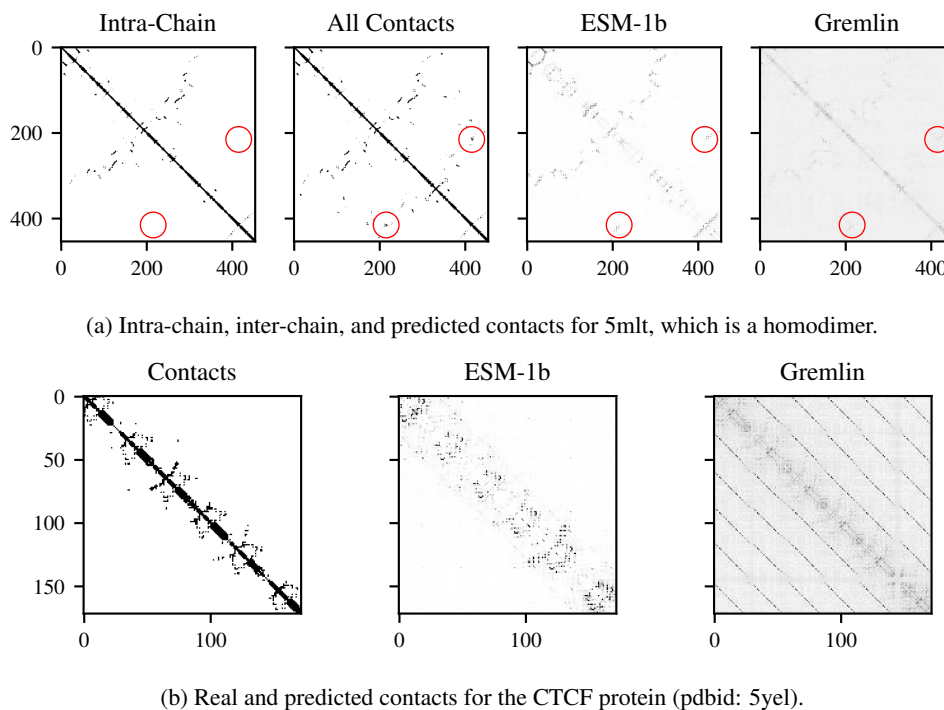 Intra-Chain All Contacts ESM-1b Gremlin
0
200
400
0 200 400 0 200 400 0 200 400 0 200 400
(a) Intra-chain, inter-chain, and predicted contacts for 5mlt, which is a homodimer.
Contacts ESM-1b Gremlin
0
50
100
150
0 100 0 100 0 100
(b) Real and predicted contacts for the CTCF protein (pdbid: 5yel).